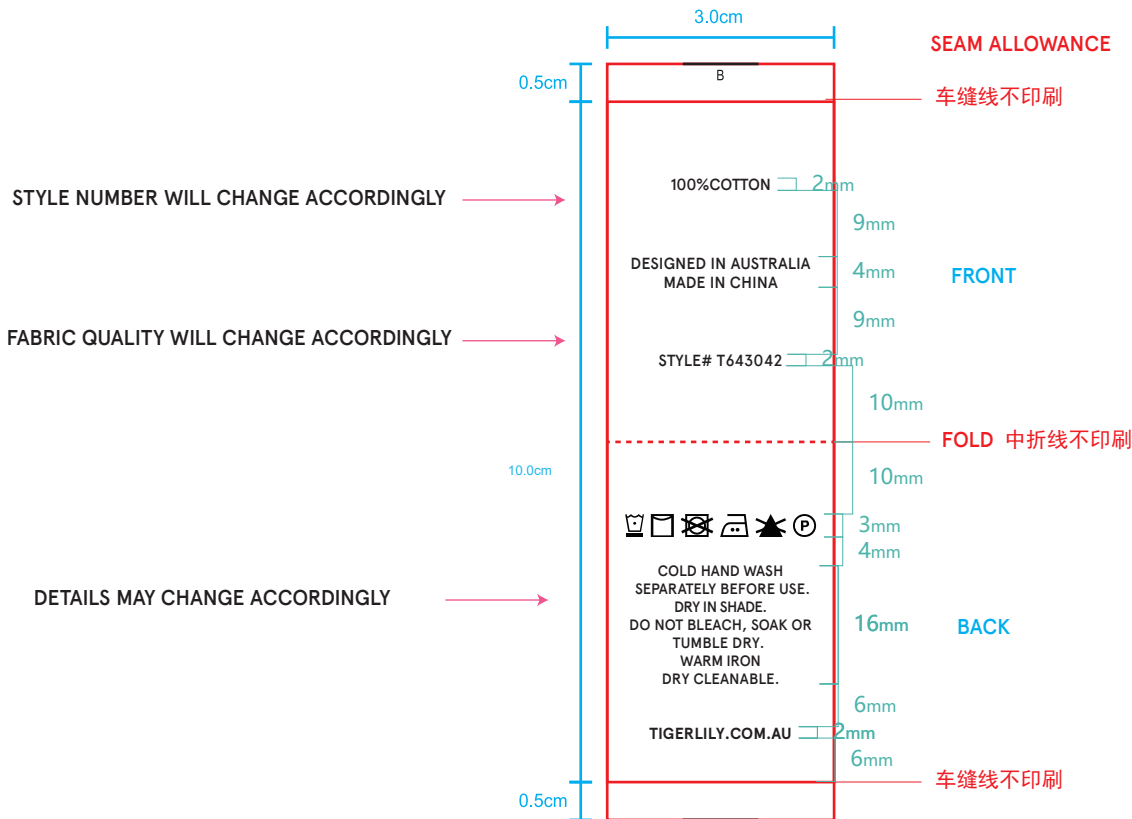 3.0cm
SEAM ALLOWANCE
0.5cm
B
车缝线不印刷
100%COTTON
2mm
STYLE NUMBER WILL CHANGE ACCORDINGLY
9mm
DESIGNED IN AUSTRALIA
MADE IN CHINA
4mm
FRONT
9mm
FABRIC QUALITY WILL CHANGE ACCORDINGLY
STYLE# T643042
2mm
10mm
FOLD 中折线不印刷
10.0cm
10mm
P
3mm
4mm
COLD HAND WASH
SEPARATELY BEFORE USE.
DRY IN SHADE.
DO NOT BLEACH, SOAK OR
TUMBLE DRY.
WARM IRON
DRY CLEANABLE.
DETAILS MAY CHANGE ACCORDINGLY
16mm
BACK
6mm
TIGERLILY.COM.AU
2mm
6mm
车缝线不印刷
0.5cm